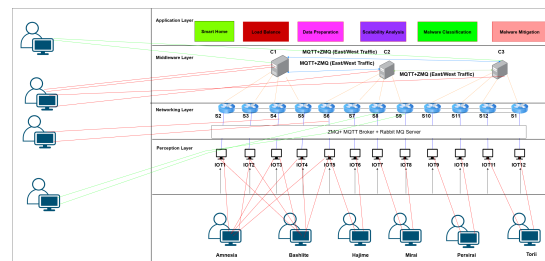 Application Layer
Smart Home
Data Preparation
Scalability Analysis
Malware Classification
Malware Mitigation
C1
MQTT+ZMQ (East/West Traffic)
C2
C3
Middleware Layer
MQTT+ZMQ (East/West Traffic)
MQTT+ZMQ (East/West Traffic)
Networking Layer
S2
S3
S4
S5
S6
S7
S8
S9
S10
S11
S12
S1
ZMQ+ MQTT Broker + Rabbit MQ Server
Perception Layer
IOT1
IOT2
IOT3
IOT4
IOT5
IOT6
IOT7
IOT8
IOT9
IOT10
IOT11
IOT12
Amnesia
Bashlite
Hajime
Mirai
Persirai
Torii